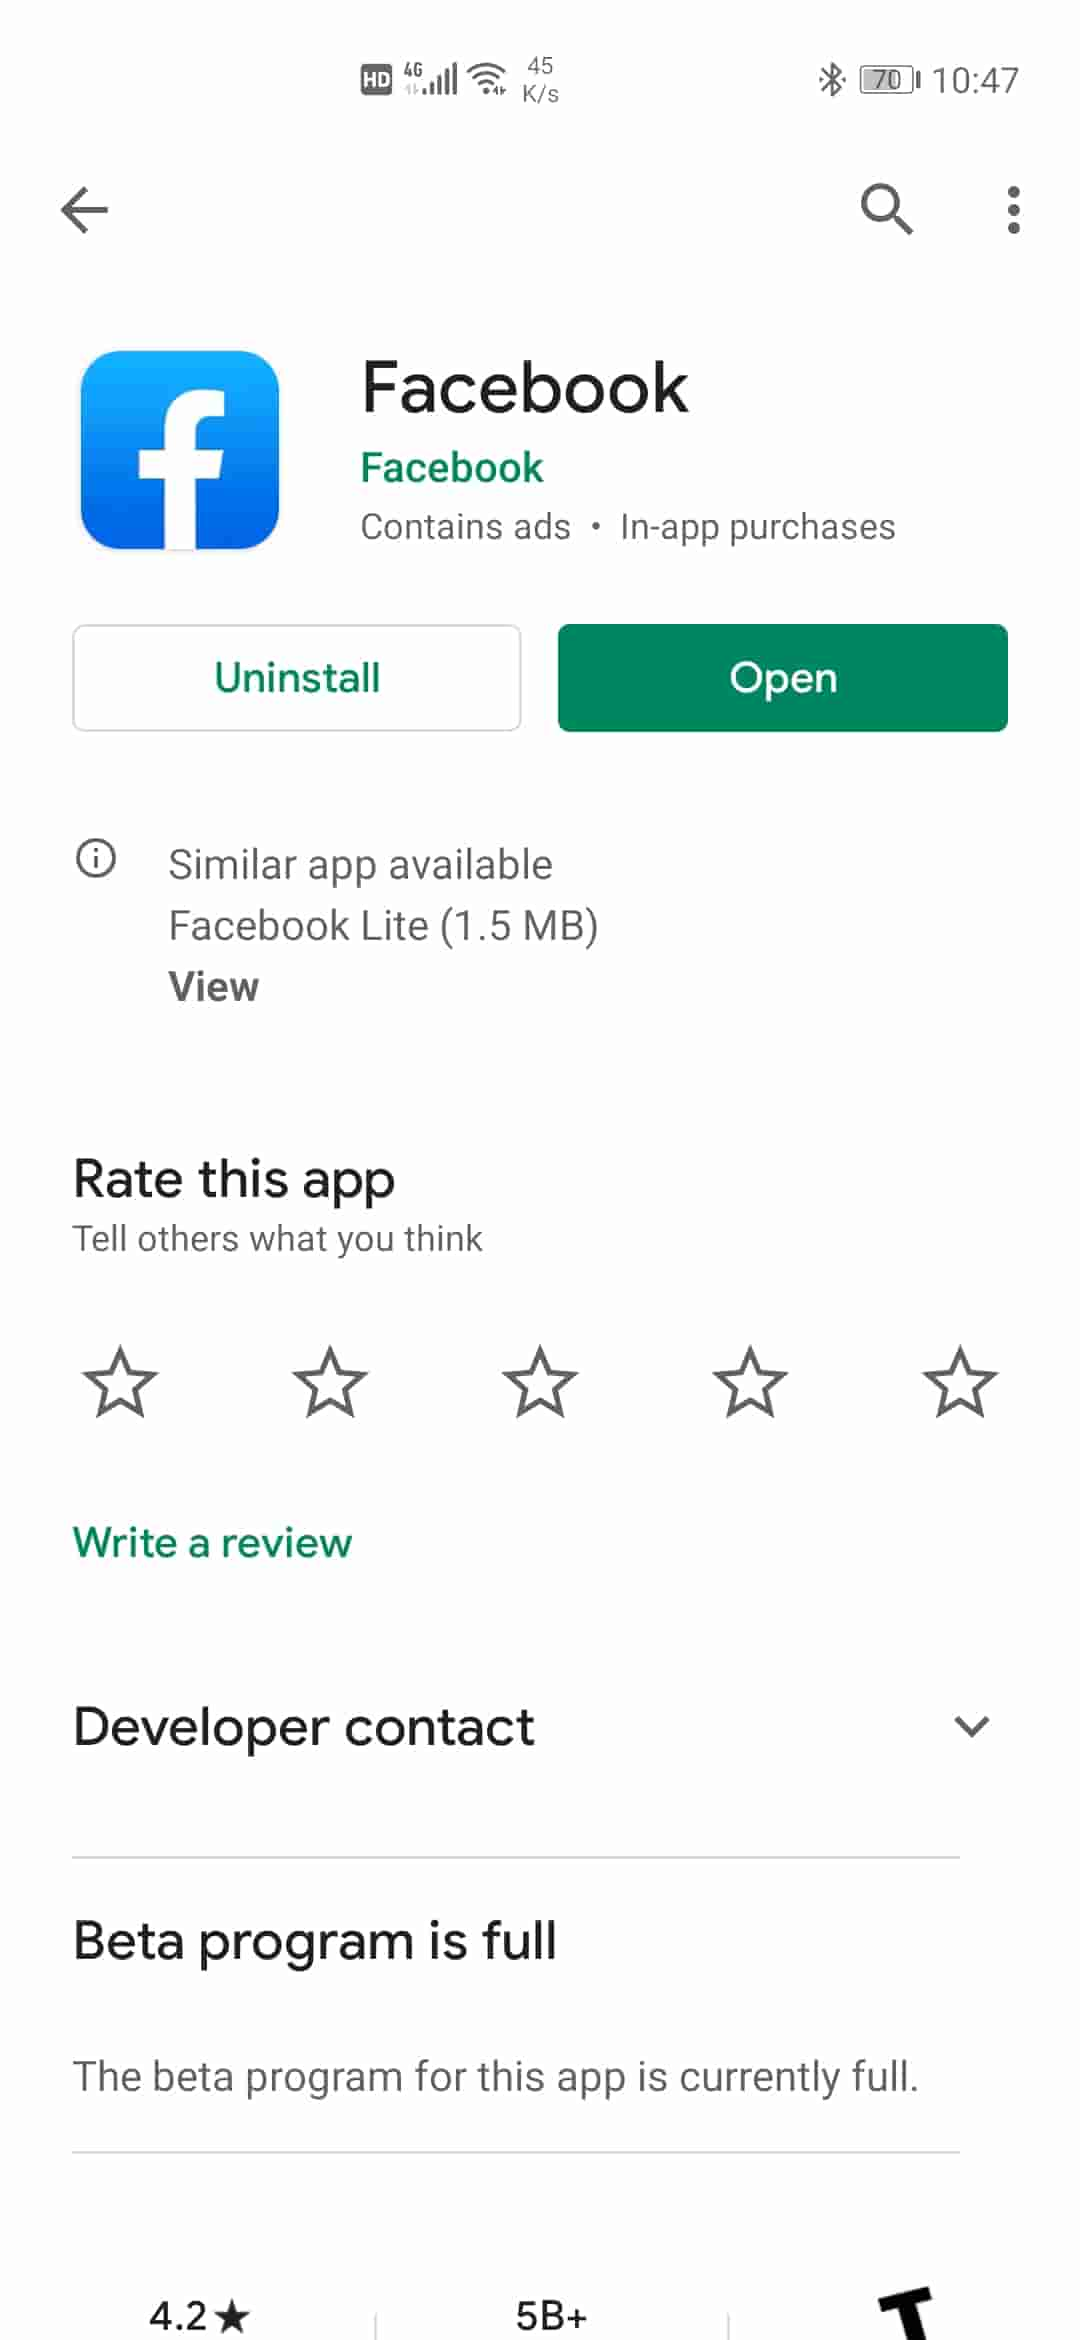 HD 4G 45 K/s 70 10:47
Facebook
Facebook
Contains ads • In-app purchases
Uninstall
Open
Similar app available
Facebook Lite (1.5 MB)
View
Rate this app
Tell others what you think
Write a review
Developer contact
Beta program is full
The beta program for this app is currently full.
4.2★ 5B+ T